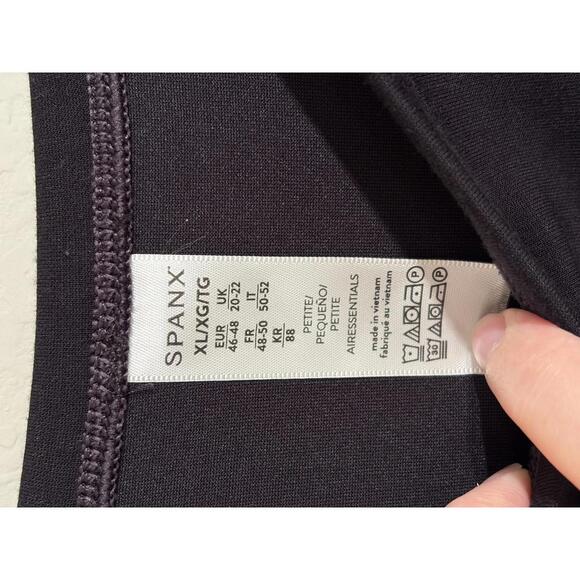 SPANX
XL/XG/TG
EUR UK
46-48 20-22
FR IT
48-50 50-52
KR
88
PETITE/
PEQUEÑO/
PETITE
AIRESSENTIALS
made in vietnam
fabriqué au vietnam
P
30 P